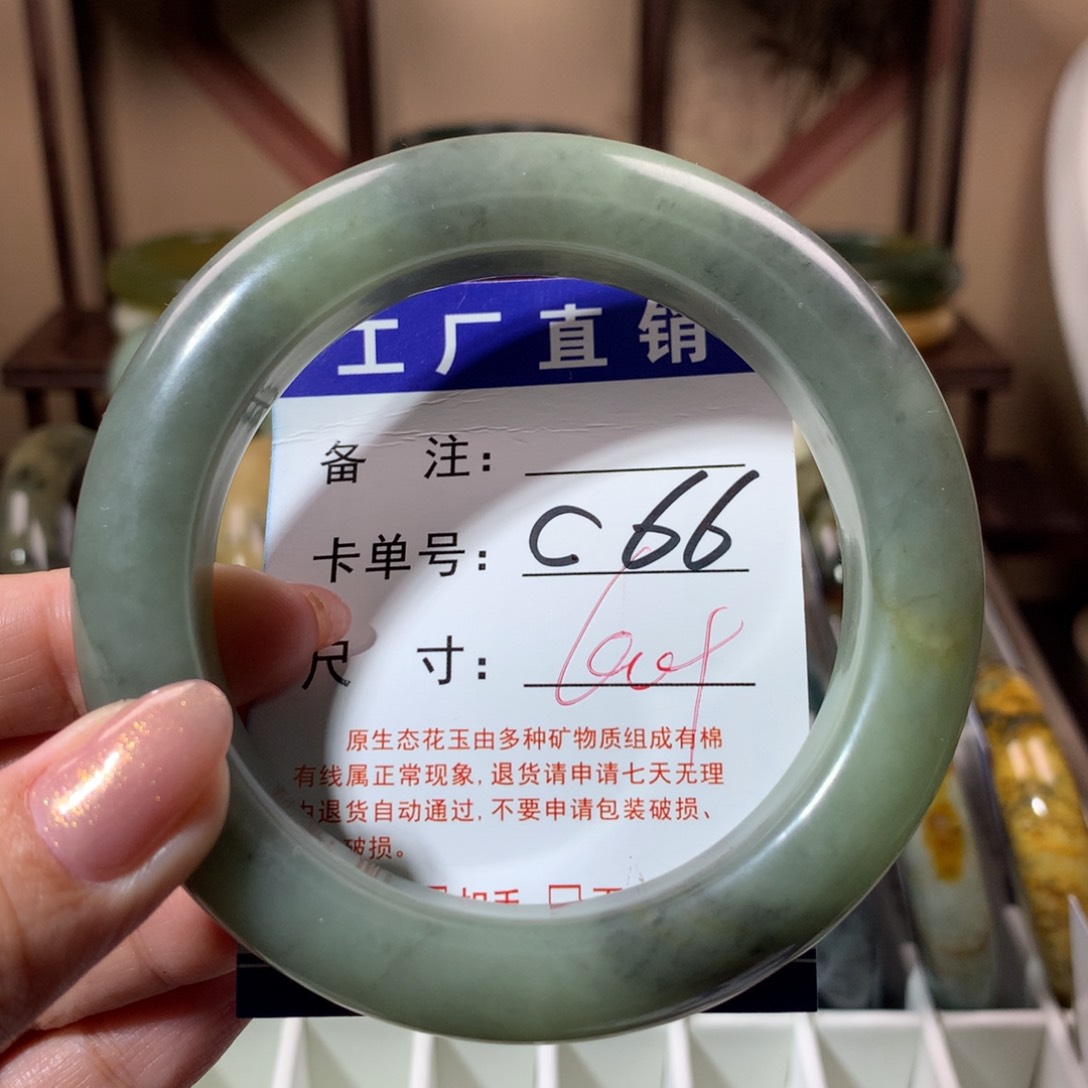 工厂直销
备 注：
卡单号： C 66
尺 寸：
原生态花玉由多种矿物质组成有棉
有线属正常现象，退货请申请七天无理
由退货自动通过，不要申请包装破损、
破损。